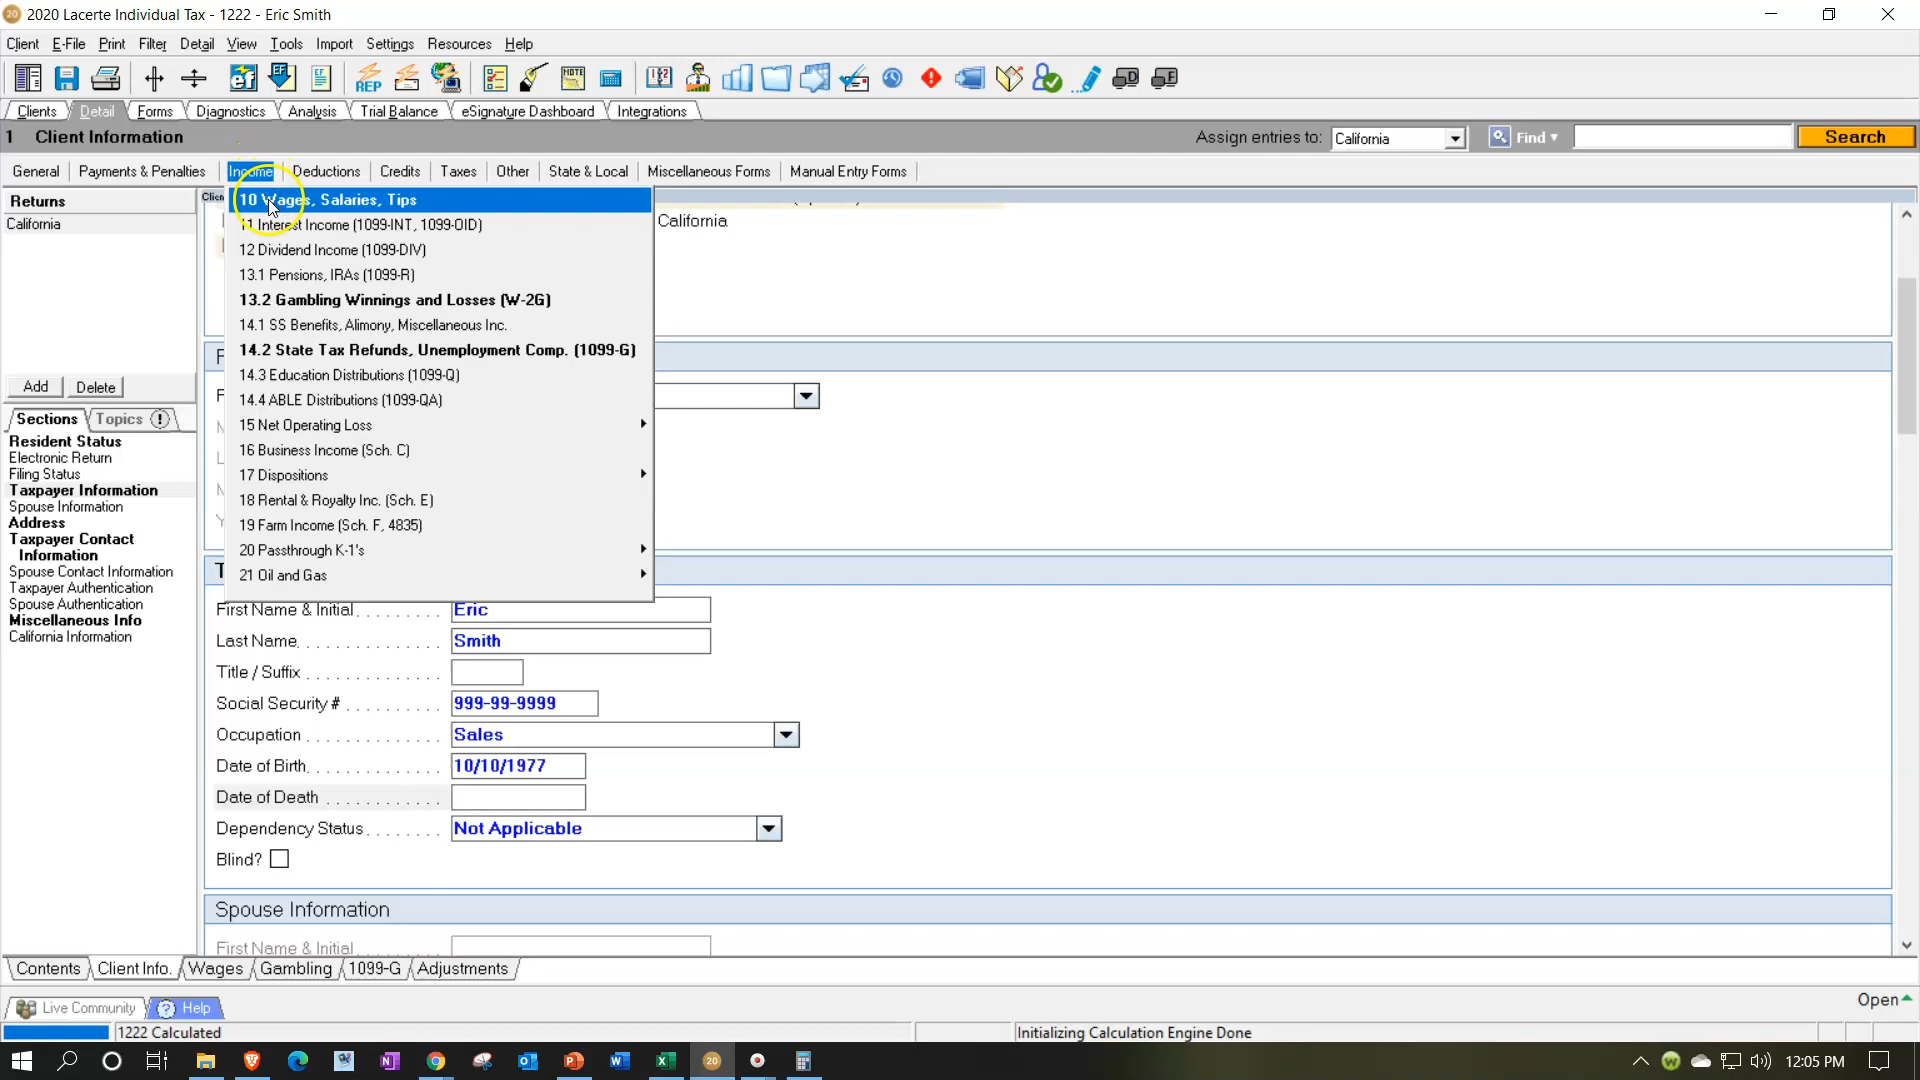 2020 Lacerte Individual Tax - 1222 - Eric Smith
Client E-File Print Filter Detail View Tools Import Settings Resources Help
Clients Detail Forms Diagnostics Analysis Trial Balance eSignature Dashboard Integrations
1 Client Information Assign entries to: California Find Search
General Payments & Penalties Income Deductions Credits Taxes Other State & Local Miscellaneous Forms Manual Entry Forms
Returns
California
Add Delete
Sections Topics
Resident Status
Electronic Return
Filing Status
Taxpayer Information
Spouse Information
Address
Taxpayer Contact
Information
Spouse Contact Information
Taxpayer Authentication
Spouse Authentication
Miscellaneous Info
California Information
10 Wages, Salaries, Tips
11 Interest Income (1099-INT, 1099-OID)
12 Dividend Income (1099-DIV)
13.1 Pensions, IRAs (1099-R)
13.2 Gambling Winnings and Losses (W-2G)
14.1 SS Benefits, Alimony, Miscellaneous Inc.
14.2 State Tax Refunds, Unemployment Comp. (1099-G)
14.3 Education Distributions (1099-Q)
14.4 ABLE Distributions (1099-QA)
15 Net Operating Loss
16 Business Income (Sch. C)
17 Dispositions
18 Rental & Royalty Inc. (Sch. E)
19 Farm Income (Sch. F, 4835)
20 Passthrough K-1's
21 Oil and Gas
California
First Name & Initial Eric
Last Name Smith
Title / Suffix
Social Security # 999-99-9999
Occupation Sales
Date of Birth 10/10/1977
Date of Death
Dependency Status Not Applicable
Blind?
Spouse Information
First Name & Initial
Contents Client Info. Wages Gambling 1099-G Adjustments
Live Community Help Open
1222 Calculated Initializing Calculation Engine Done
12:05 PM